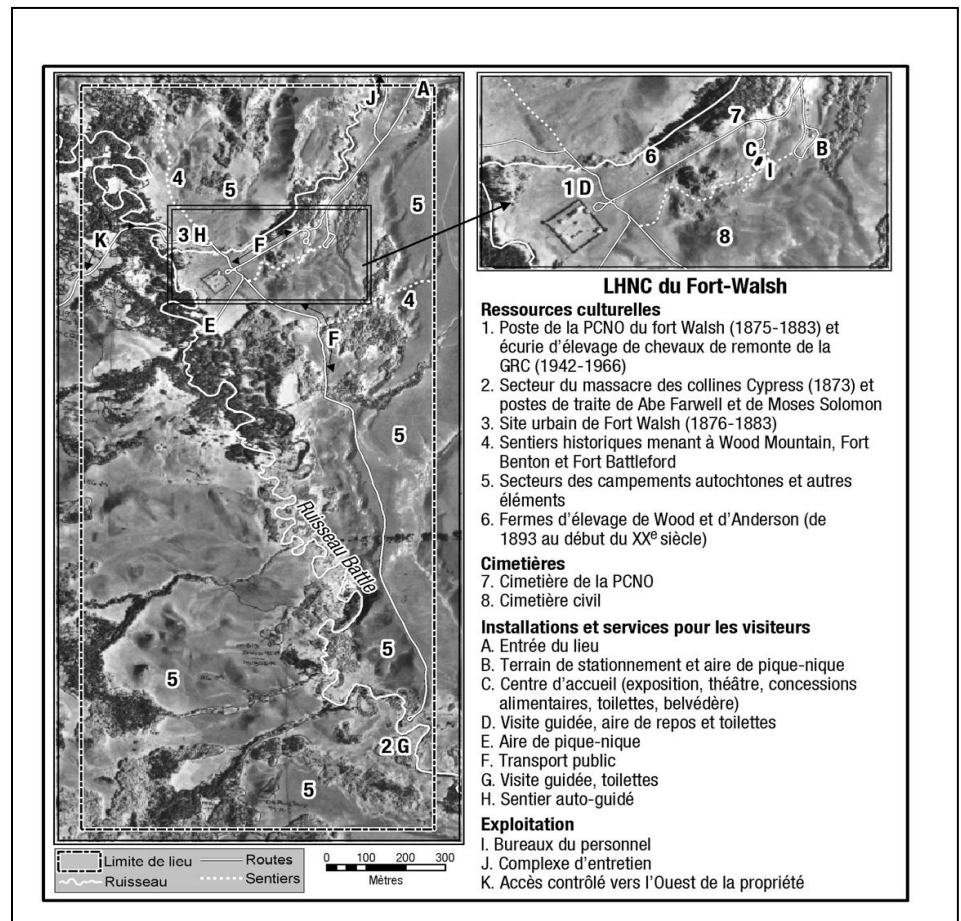 J
A
4
5
5
K
3 H
F
E
4
F
5
Ruisseau Battle
5
5
2 G
5
7
6
C
B
I
1 D
8
Limite de lieu
Routes
Ruisseau
Sentiers
0 100 200 300
Mètres
LHNC du Fort-Walsh
Ressources culturelles
1. Poste de la PCNO du fort Walsh (1875-1883) et
écurie d'élevage de chevaux de remonte de la
GRC (1942-1966)
2. Secteur du massacre des collines Cypress (1873) et
postes de traite de Abe Farwell et de Moses Solomon
3. Site urbain de Fort Walsh (1876-1883)
4. Sentiers historiques menant à Wood Mountain, Fort
Benton et Fort Battleford
5. Secteurs des campements autochtones et autres
éléments
6. Fermes d'élevage de Wood et d'Anderson (de
1893 au début du XXe siècle)
Cimetières
7. Cimetière de la PCNO
8. Cimetière civil
Installations et services pour les visiteurs
A. Entrée du lieu
B. Terrain de stationnement et aire de pique-nique
C. Centre d'accueil (exposition, théâtre, concessions
alimentaires, toilettes, belvédère)
D. Visite guidée, aire de repos et toilettes
E. Aire de pique-nique
F. Transport public
G. Visite guidée, toilettes
H. Sentier auto-guidé
Exploitation
I. Bureaux du personnel
J. Complexe d'entretien
K. Accès contrôlé vers l'Ouest de la propriété